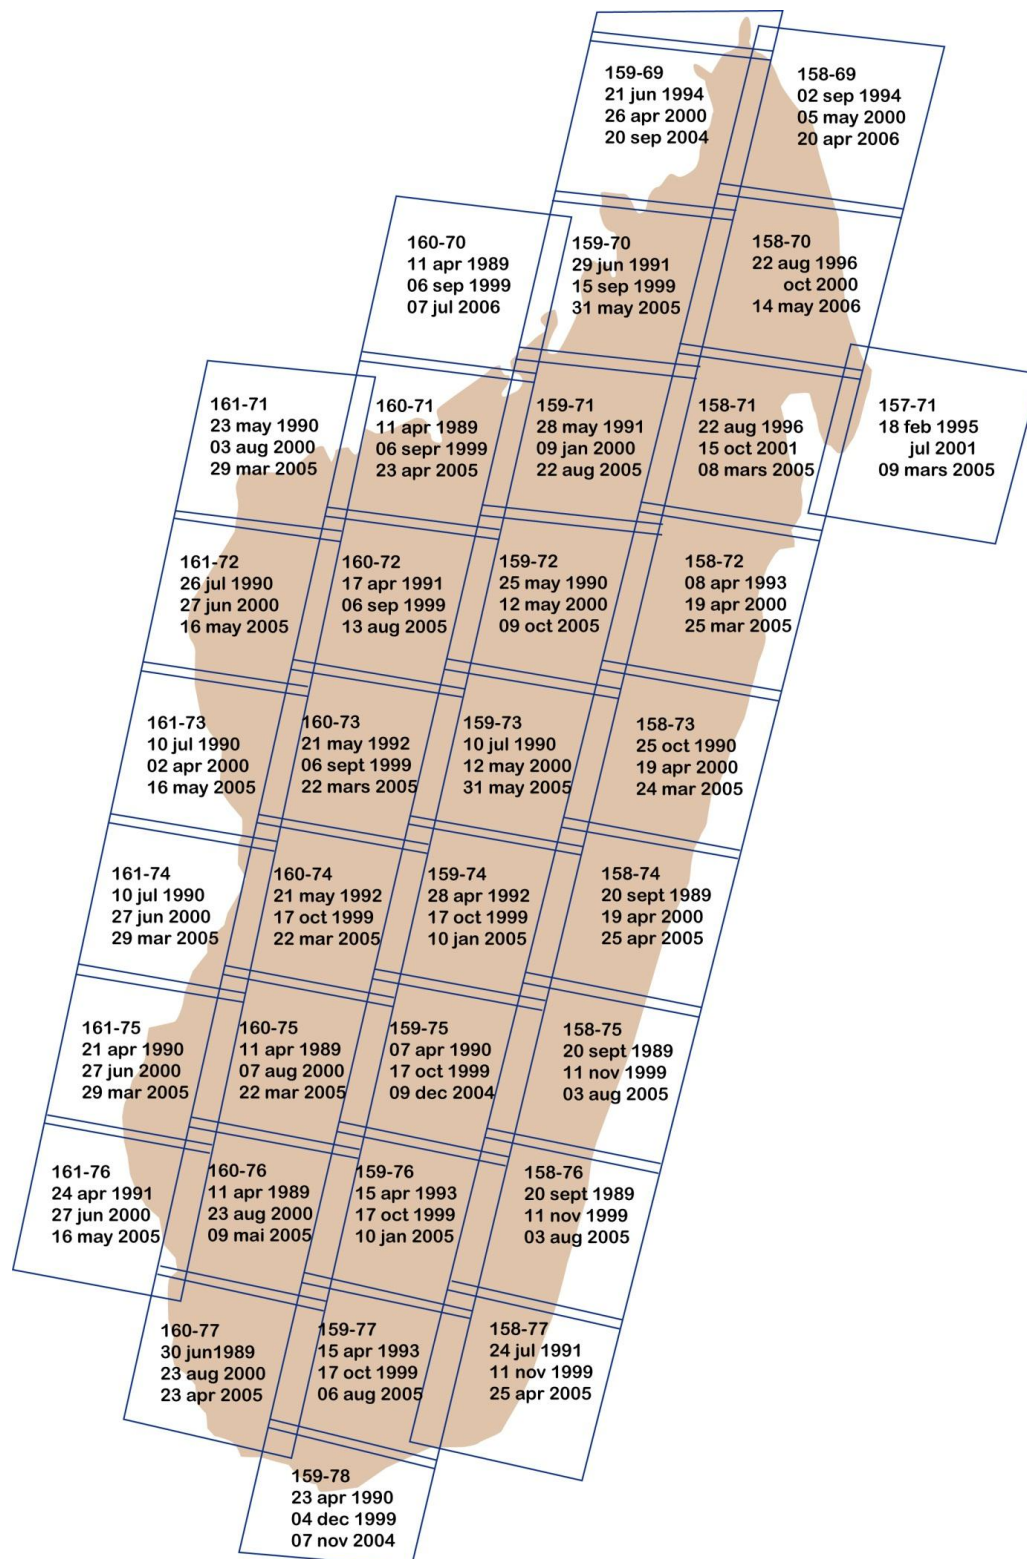 159-69
21 jun 1994
26 apr 2000
20 sep 2004
158-69
02 sep 1994
05 may 2000
20 apr 2006
160-70
11 apr 1989
06 sep 1999
07 jul 2006
159-70
29 jun 1991
15 sep 1999
31 may 2005
158-70
22 aug 1996
oct 2000
14 may 2006
161-71
23 may 1990
03 aug 2000
29 mar 2005
160-71
11 apr 1989
06 sepr 1999
23 apr 2005
159-71
28 may 1991
09 jan 2000
22 aug 2005
158-71
22 aug 1996
15 oct 2001
08 mars 2005
157-71
18 feb 1995
jul 2001
09 mars 2005
161-72
26 jul 1990
27 jun 2000
16 may 2005
160-72
17 apr 1991
06 sep 1999
13 aug 2005
159-72
25 may 1990
12 may 2000
09 oct 2005
158-72
08 apr 1993
19 apr 2000
25 mar 2005
161-73
10 jul 1990
02 apr 2000
16 may 2005
160-73
21 may 1992
06 sept 1999
22 mars 2005
159-73
10 jul 1990
12 may 2000
31 may 2005
158-73
25 oct 1990
19 apr 2000
24 mar 2005
161-74
10 jul 1990
27 jun 2000
29 mar 2005
160-74
21 may 1992
17 oct 1999
22 mar 2005
159-74
28 apr 1992
17 oct 1999
10 jan 2005
158-74
20 sept 1989
19 apr 2000
25 apr 2005
161-75
21 apr 1990
27 jun 2000
29 mar 2005
160-75
11 apr 1989
07 aug 2000
22 mar 2005
159-75
07 apr 1990
17 oct 1999
09 dec 2004
158-75
20 sept 1989
11 nov 1999
03 aug 2005
161-76
24 apr 1991
27 jun 2000
16 may 2005
160-76
11 apr 1989
23 aug 2000
09 mai 2005
159-76
15 apr 1993
17 oct 1999
10 jan 2005
158-76
20 sept 1989
11 nov 1999
03 aug 2005
160-77
30 jun1989
23 aug 2000
23 apr 2005
159-77
15 apr 1993
17 oct 1999
06 aug 2005
158-77
24 jul 1991
11 nov 1999
25 apr 2005
159-78
23 apr 1990
04 dec 1999
07 nov 2004